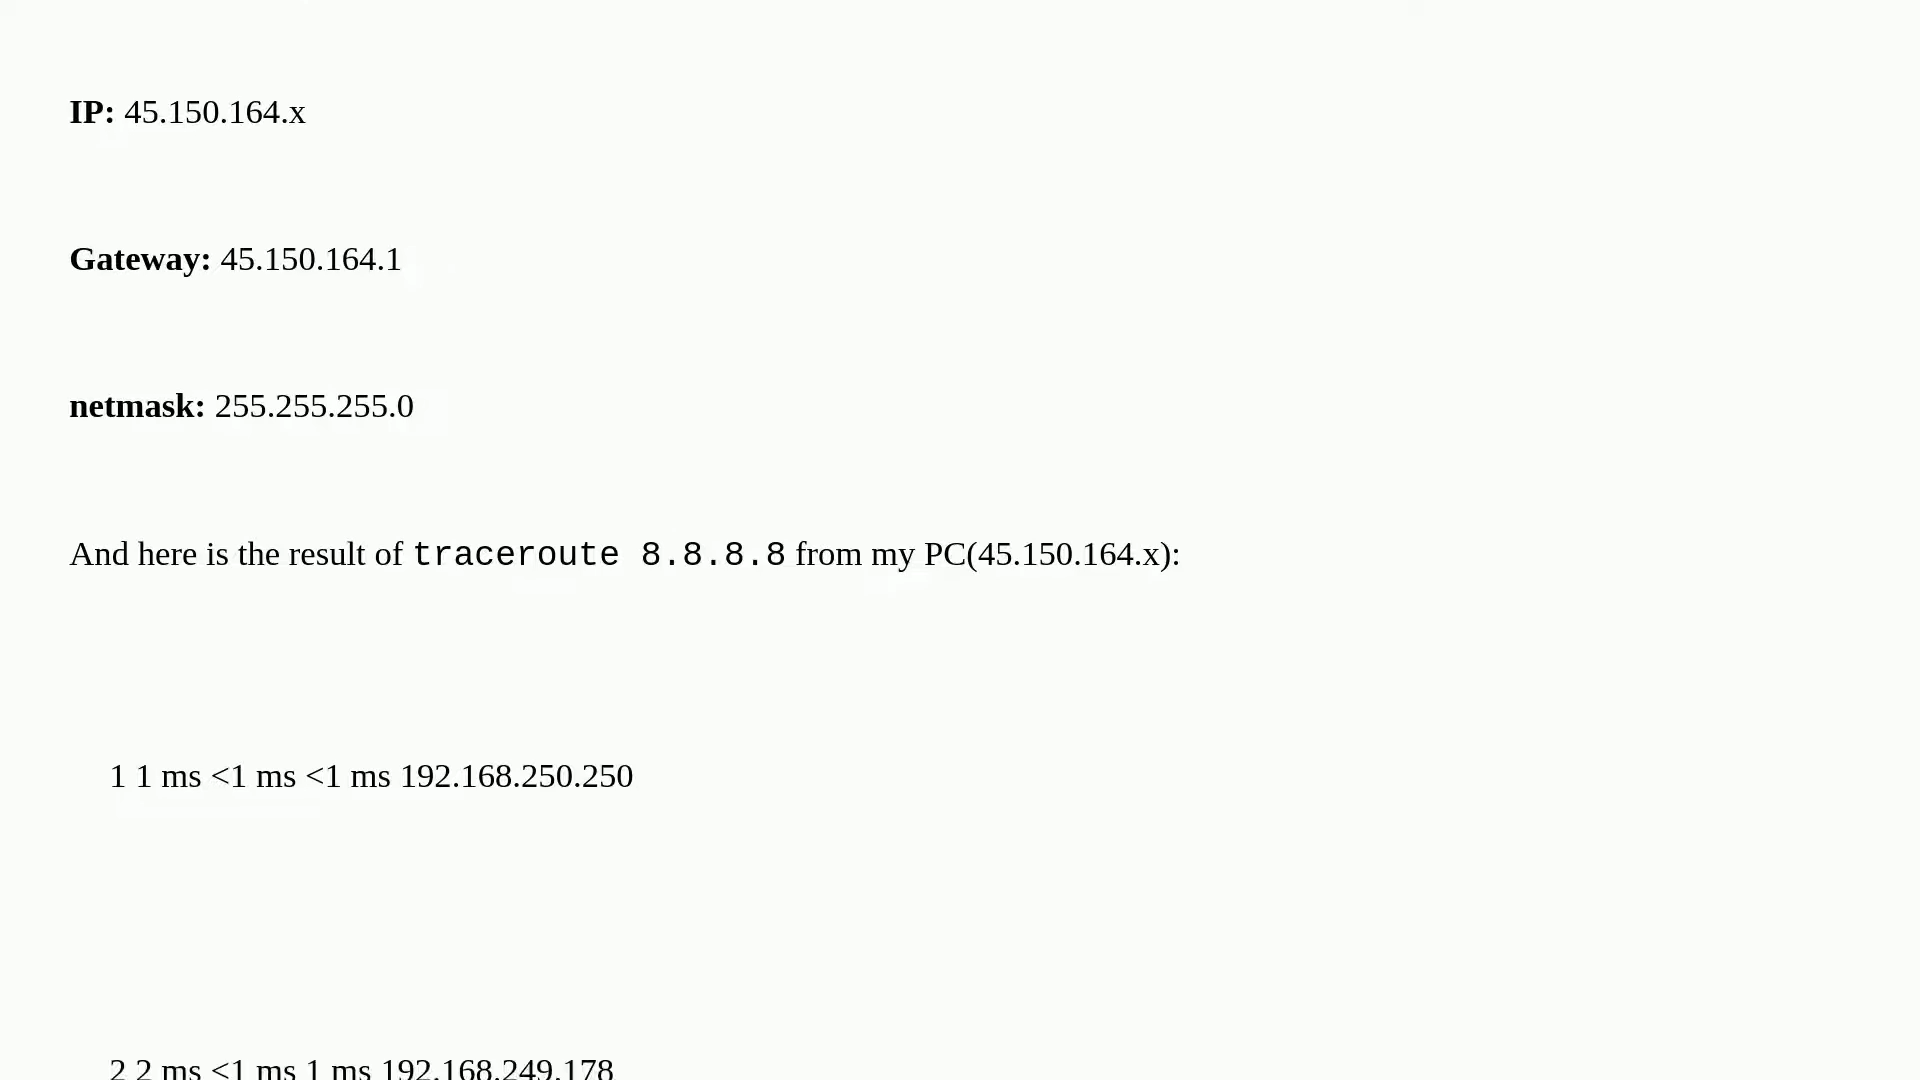 IP: 45.150.164.x
Gateway: 45.150.164.1
netmask: 255.255.255.0
And here is the result of traceroute 8.8.8.8 from my PC(45.150.164.x):
1 1 ms <1 ms <1 ms 192.168.250.250
2 2 ms <1 ms 1 ms 192.168.249.178